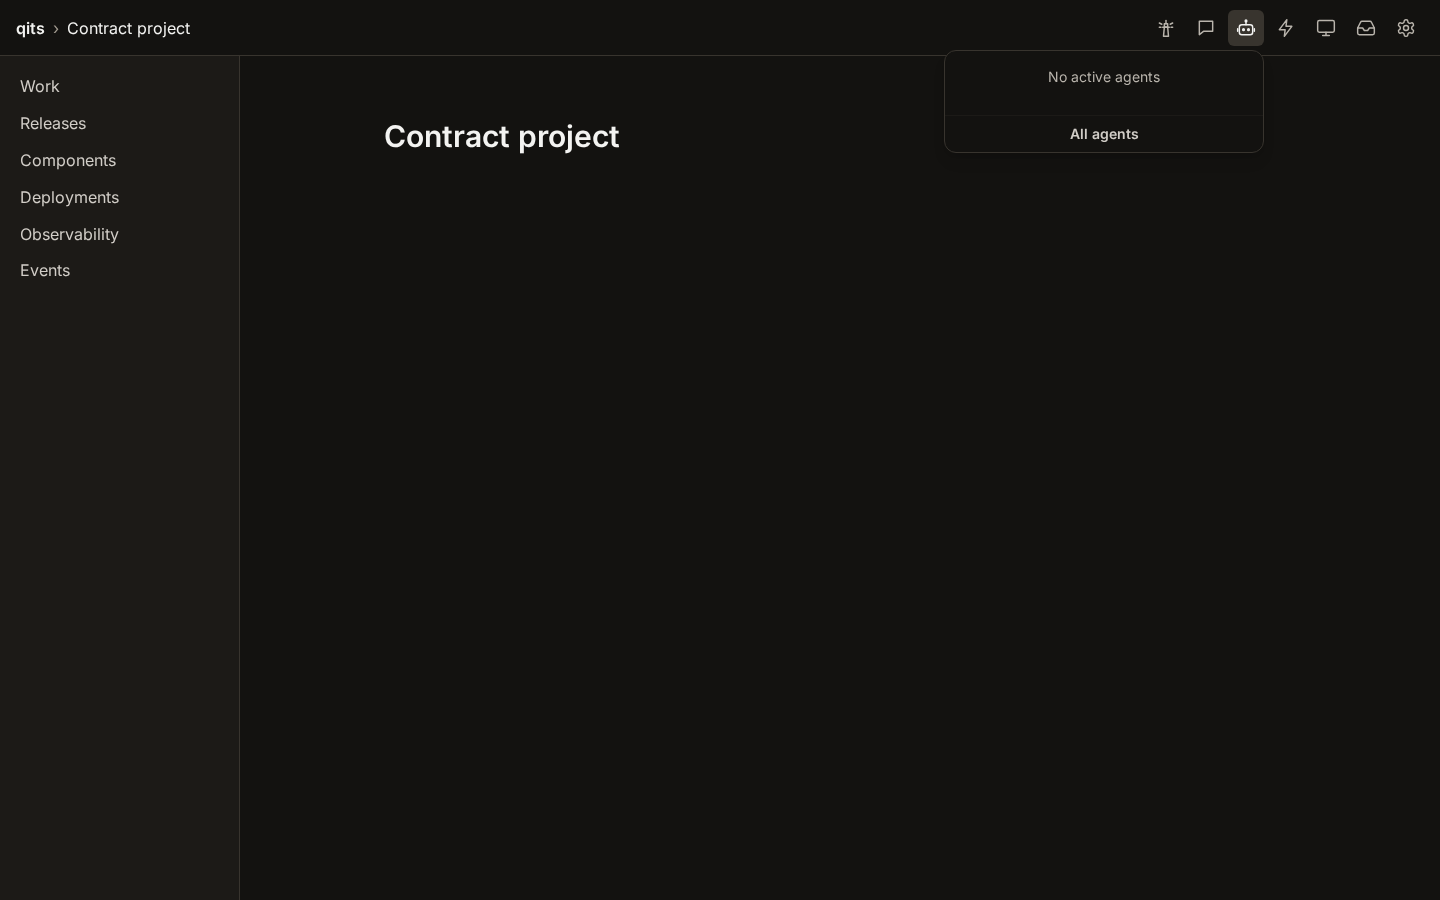 qits › Contract project
No active agents
All agents
Work
Releases
Components
Deployments
Observability
Events
Contract project